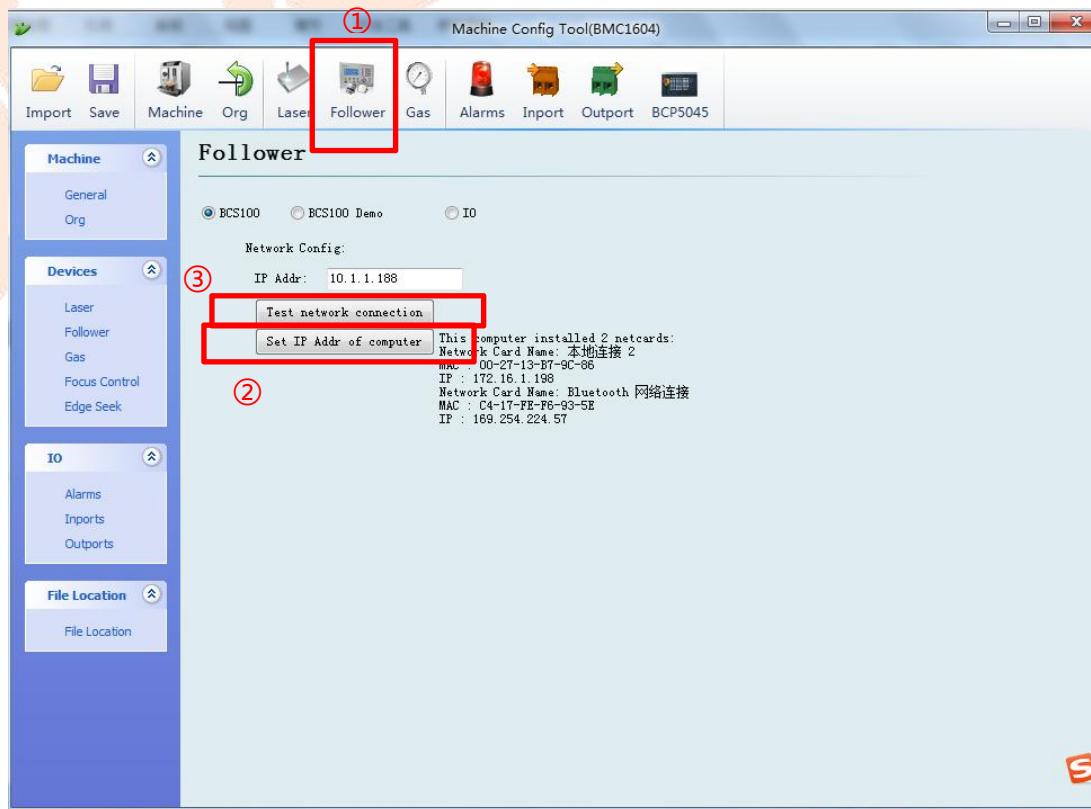 ①
Machine Config Tool(BMC1604)
Import Save Machine Org Laser Follower Gas Alarms Inport Outport BCP5045
Machine
General
Org
Devices
Laser
Follower
Gas
Focus Control
Edge Seek
IO
Alarms
Inports
Outports
File Location
File Location
Follower
BCS100 BCS100 Demo IO
Network Config:
③
IP Addr: 10.1.1.188
Test network connection
Set IP Addr of computer
②
This computer installed 2 netcards:
Network Card Name: 本地连接 2
MAC : 00-27-13-B7-9C-86
IP : 172.16.1.198
Network Card Name: Bluetooth 网络连接
MAC : C4-17-FE-F6-93-5E
IP : 169.254.224.57
S